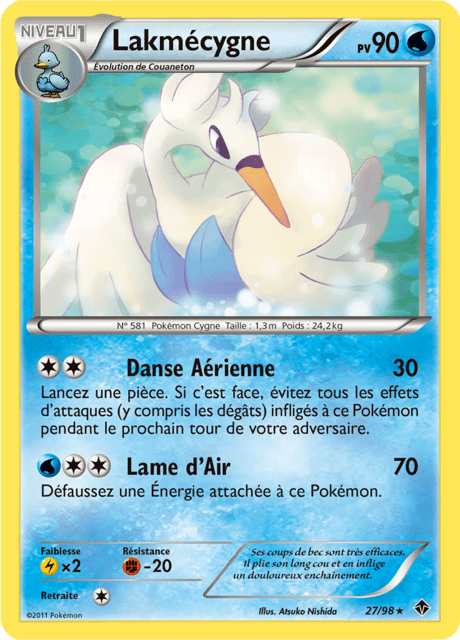 NIVEAU 1
Lakmécygne
PV 90
Évolution de Couaneton
N° 581 Pokémon Cygne Taille : 1,3 m Poids : 24,2 kg
Danse Aérienne 30
Lancez une pièce. Si c'est face, évitez tous les effets
d'attaques (y compris les dégâts) infligés à ce Pokémon
pendant le prochain tour de votre adversaire.
Lame d'Air 70
Défaussez une Énergie attachée à ce Pokémon.
Faiblesse Résistance
×2 -20
Retraite
Ses coups de bec sont très efficaces.
Il plie son long cou et en inflige
un douloureux enchaînement.
©2011 Pokémon
Illus. Atsuko Nishida
27/98 ★